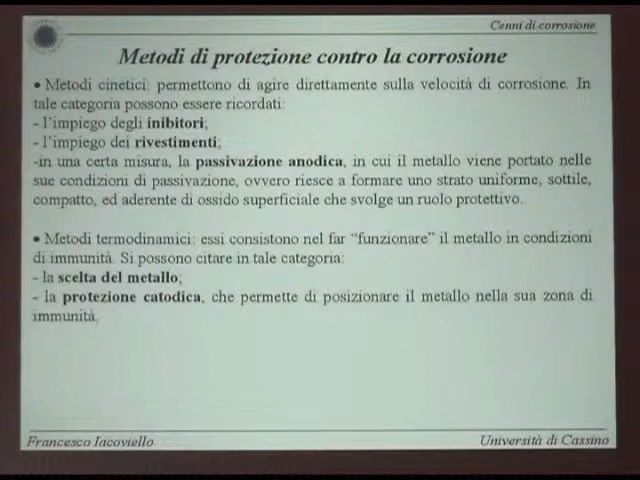 Cenni di corrosione
Metodi di protezione contro la corrosione
• Metodi cinetici: permettono di agire direttamente sulla velocità di corrosione. In
tale categoria possono essere ricordati:
- l'impiego degli inibitori;
- l'impiego dei rivestimenti;
-in una certa misura, la passivazione anodica, in cui il metallo viene portato nelle
sue condizioni di passivazione, ovvero riesce a formare uno strato uniforme, sottile,
compatto, ed aderente di ossido superficiale che svolge un ruolo protettivo.
• Metodi termodinamici: essi consistono nel far “funzionare” il metallo in condizioni
di immunità. Si possono citare in tale categoria:
- la scelta del metallo;
- la protezione catodica, che permette di posizionare il metallo nella sua zona di
immunità.
Francesco Iacoviello
Università di Cassino